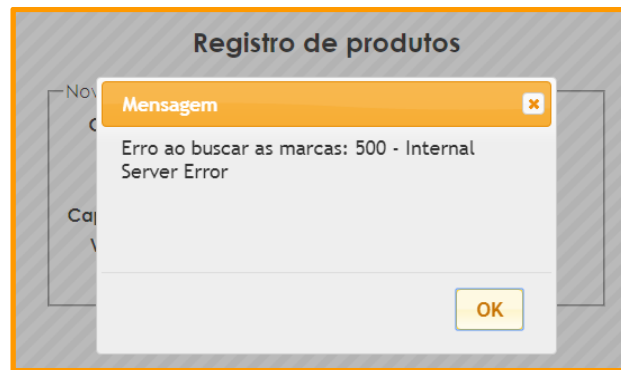 Registro de produtos
Mensagem
Erro ao buscar as marcas: 500 - Internal
Server Error
OK